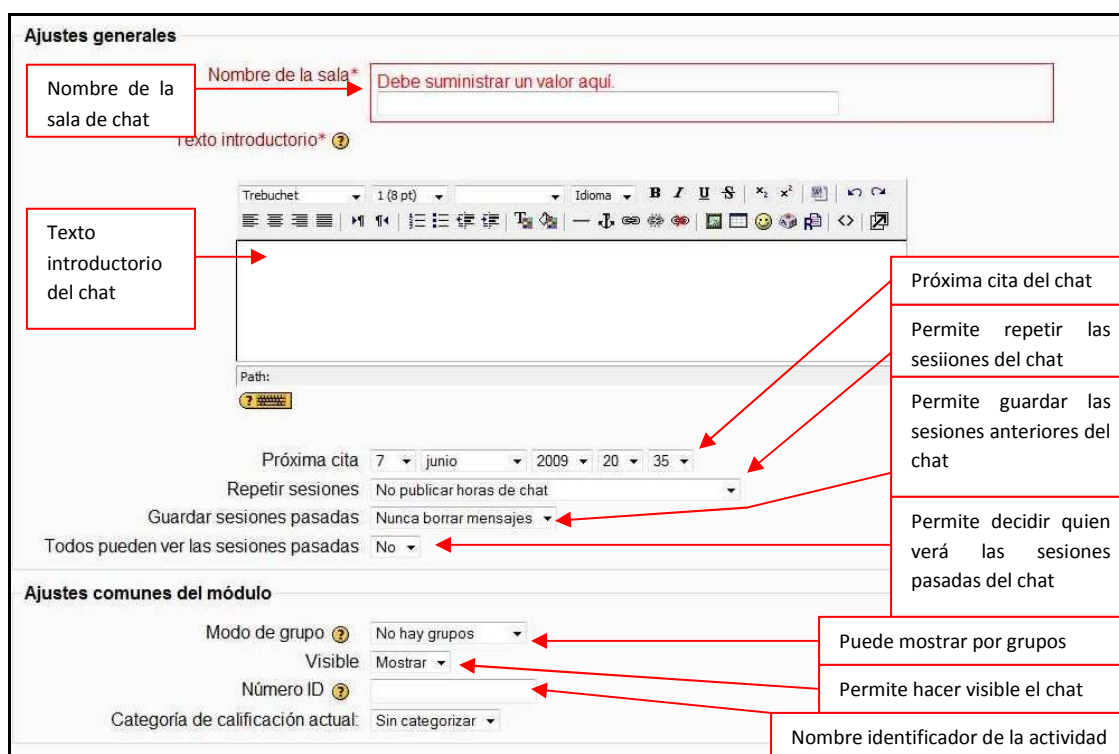 Ajustes generales
Nombre de la sala*
Debe suministrar un valor aquí.
Nombre de la
sala de chat
Texto introductorio*
Trebuchet 1 (8 pt) Idioma B I U S x₂ x²
Texto
introductorio
del chat
Path:
Próxima cita del chat
Permite repetir las
sesiiones del chat
Permite guardar las
sesiones anteriores del
chat
Permite decidir quien
verá las sesiones
pasadas del chat
Próxima cita 7 junio 2009 20 35
Repetir sesiones No publicar horas de chat
Guardar sesiones pasadas Nunca borrar mensajes
Todos pueden ver las sesiones pasadas No
Ajustes comunes del módulo
Modo de grupo No hay grupos
Visible Mostrar
Número ID
Categoría de calificación actual: Sin categorizar
Puede mostrar por grupos
Permite hacer visible el chat
Nombre identificador de la actividad